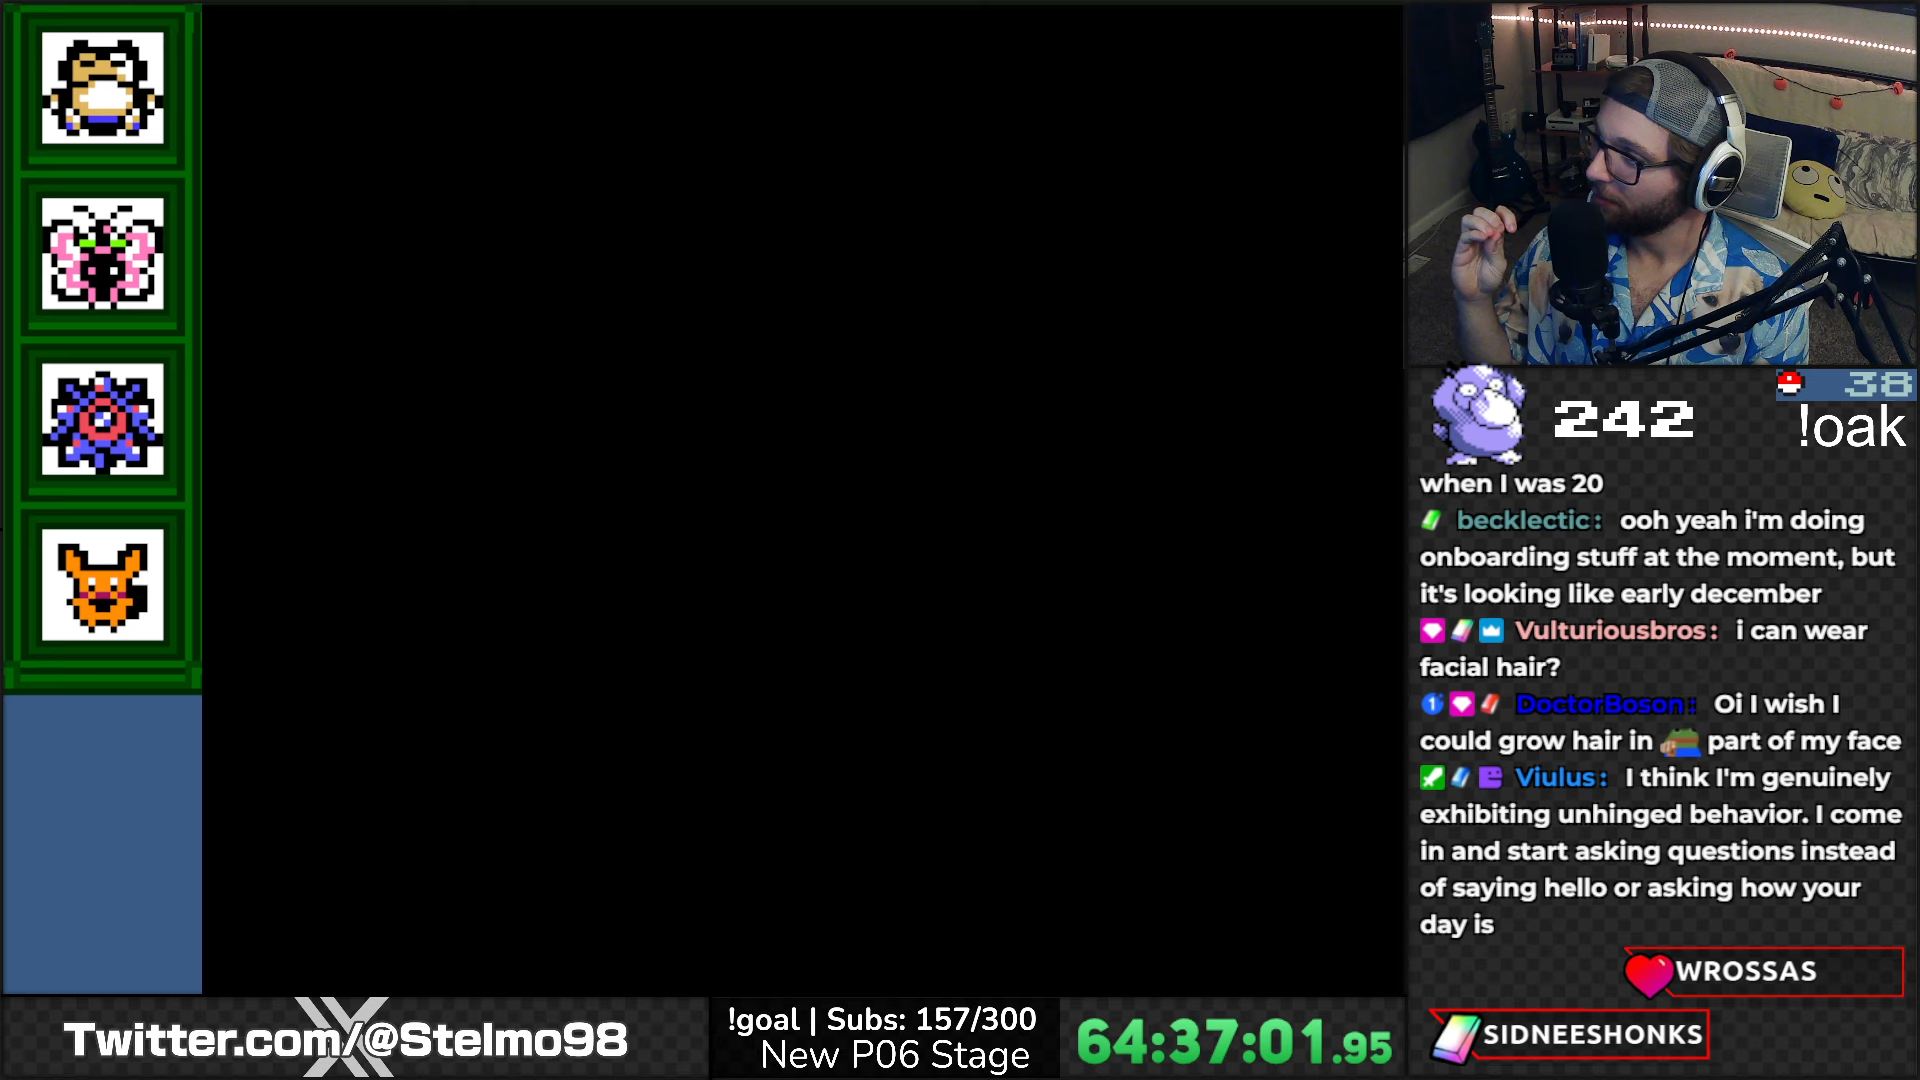 242
38
!oak
when I was 20
becklectic: ooh yeah i'm doing
onboarding stuff at the moment, but
it's looking like early december
Vulturiousbros: i can wear
facial hair?
DoctorBoson: Oi I wish I
could grow hair in part of my face
Viulus: I think I'm genuinely
exhibiting unhinged behavior. I come
in and start asking questions instead
of saying hello or asking how your
day is
WROSSAS
SIDNEESHONKS
Twitter.com/@Stelmo98
!goal | Subs: 157/300
New P06 Stage
64:37:01.95